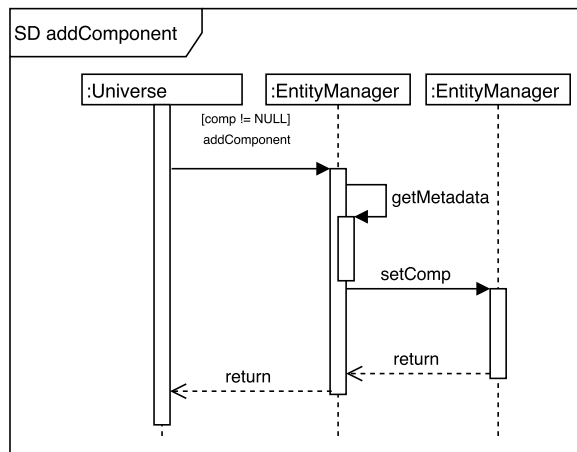 SD addComponent
:Universe
:EntityManager
:EntityManager
[comp != NULL]
addComponent
getMetadata
setComp
return
return